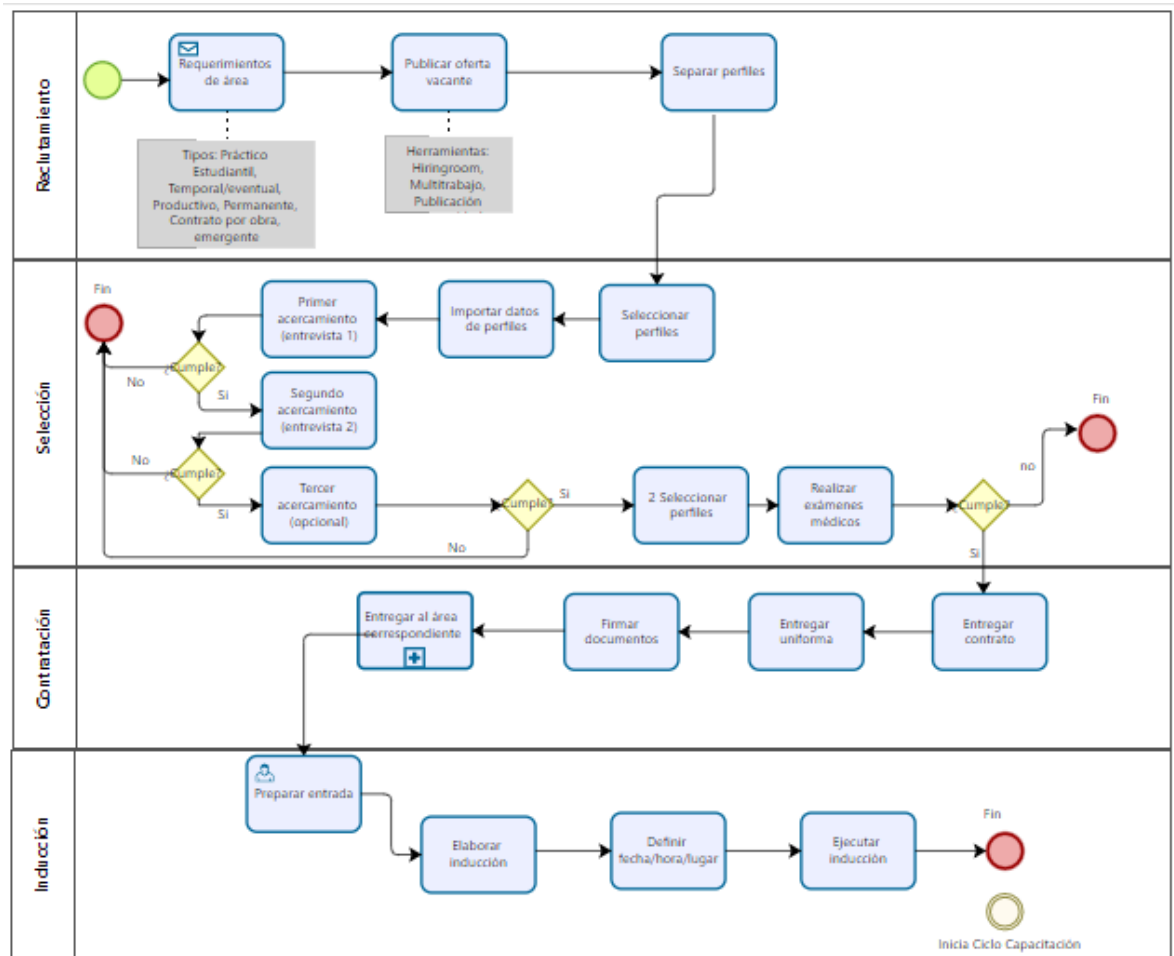 Reclutamiento
Requerimientos
de área
Publicar oferta
vacante
Separar perfiles
Tipos: Práctico
Estudiantil,
Temporal/eventual,
Productivo, Permanente,
Contrato por obra,
emergente
Herramientas:
Hiringroom,
Multitrabajo,
Publicación
Selección
Fin
Primer
acercamiento
(entrevista 1)
Importar datos
de perfiles
Seleccionar
perfiles
¿Cumple?
No
Si
Segundo
acercamiento
(entrevista 2)
¿Cumple?
No
Si
Tercer
acercamiento
(opcional)
¿Cumple?
Si
No
2 Seleccionar
perfiles
Realizar
exámenes
médicos
¿Cumple?
no
Fin
Si
Contratación
Entregar al área
correspondiente
Firmar
documentos
Entregar
uniforma
Entregar
contrato
Inducción
Preparar entrada
Elaborar
inducción
Definir
fecha/hora/lugar
Ejecutar
inducción
Fin
Inicia Ciclo Capacitación